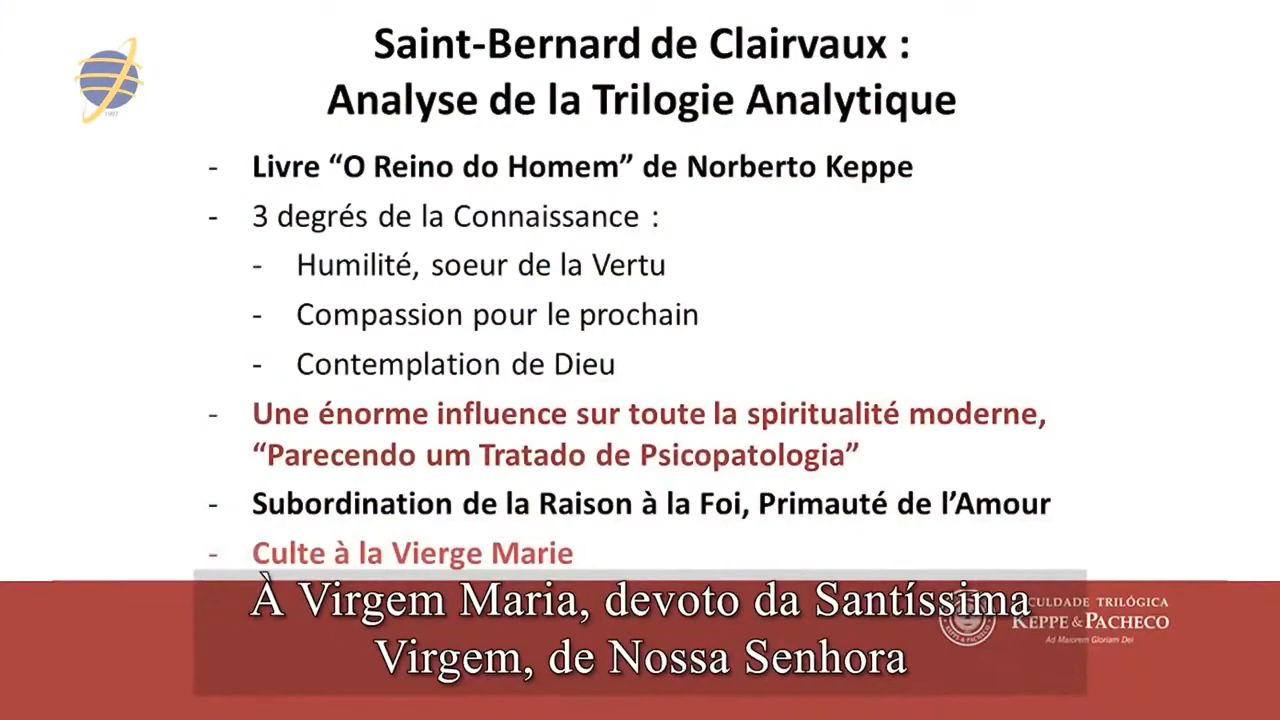 Saint-Bernard de Clairvaux :
Analyse de la Trilogie Analytique
1997
- Livre “O Reino do Homem” de Norberto Keppe
- 3 degrés de la Connaissance :
- Humilité, soeur de la Vertu
- Compassion pour le prochain
- Contemplation de Dieu
- Une énorme influence sur toute la spiritualité moderne,
“Parecendo um Tratado de Psicopatologia”
- Subordination de la Raison à la Foi, Primauté de l’Amour
- Culte à la Vierge Marie
À Virgem Maria, devoto da Santíssima
Virgem, de Nossa Senhora
TRILÓGICA
KEPPE & PACHECO
Ad Maiorem Gloriam Dei